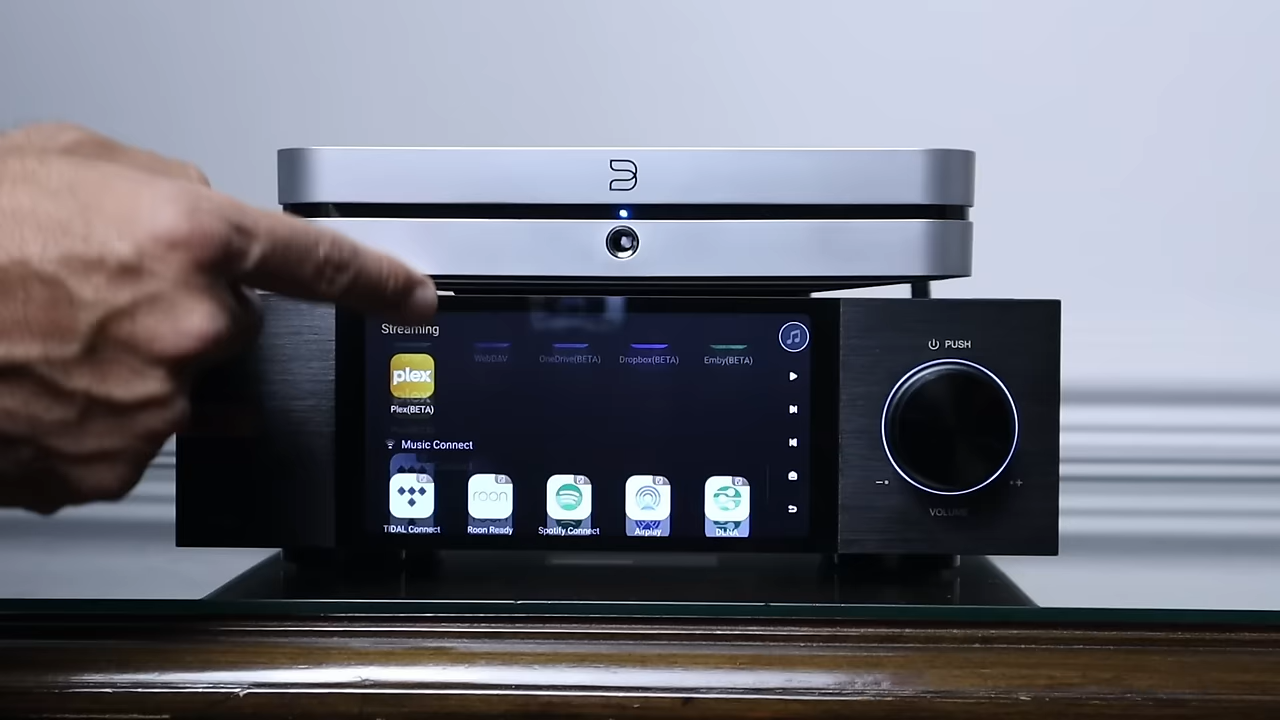 Streaming
WebDAV OneDrive(BETA) Dropbox(BETA) Emby(BETA)
plex
Plex(BETA)
Music Connect
roon
TIDAL Connect Roon Ready Spotify Connect Airplay DLNA
PUSH
VOLUME